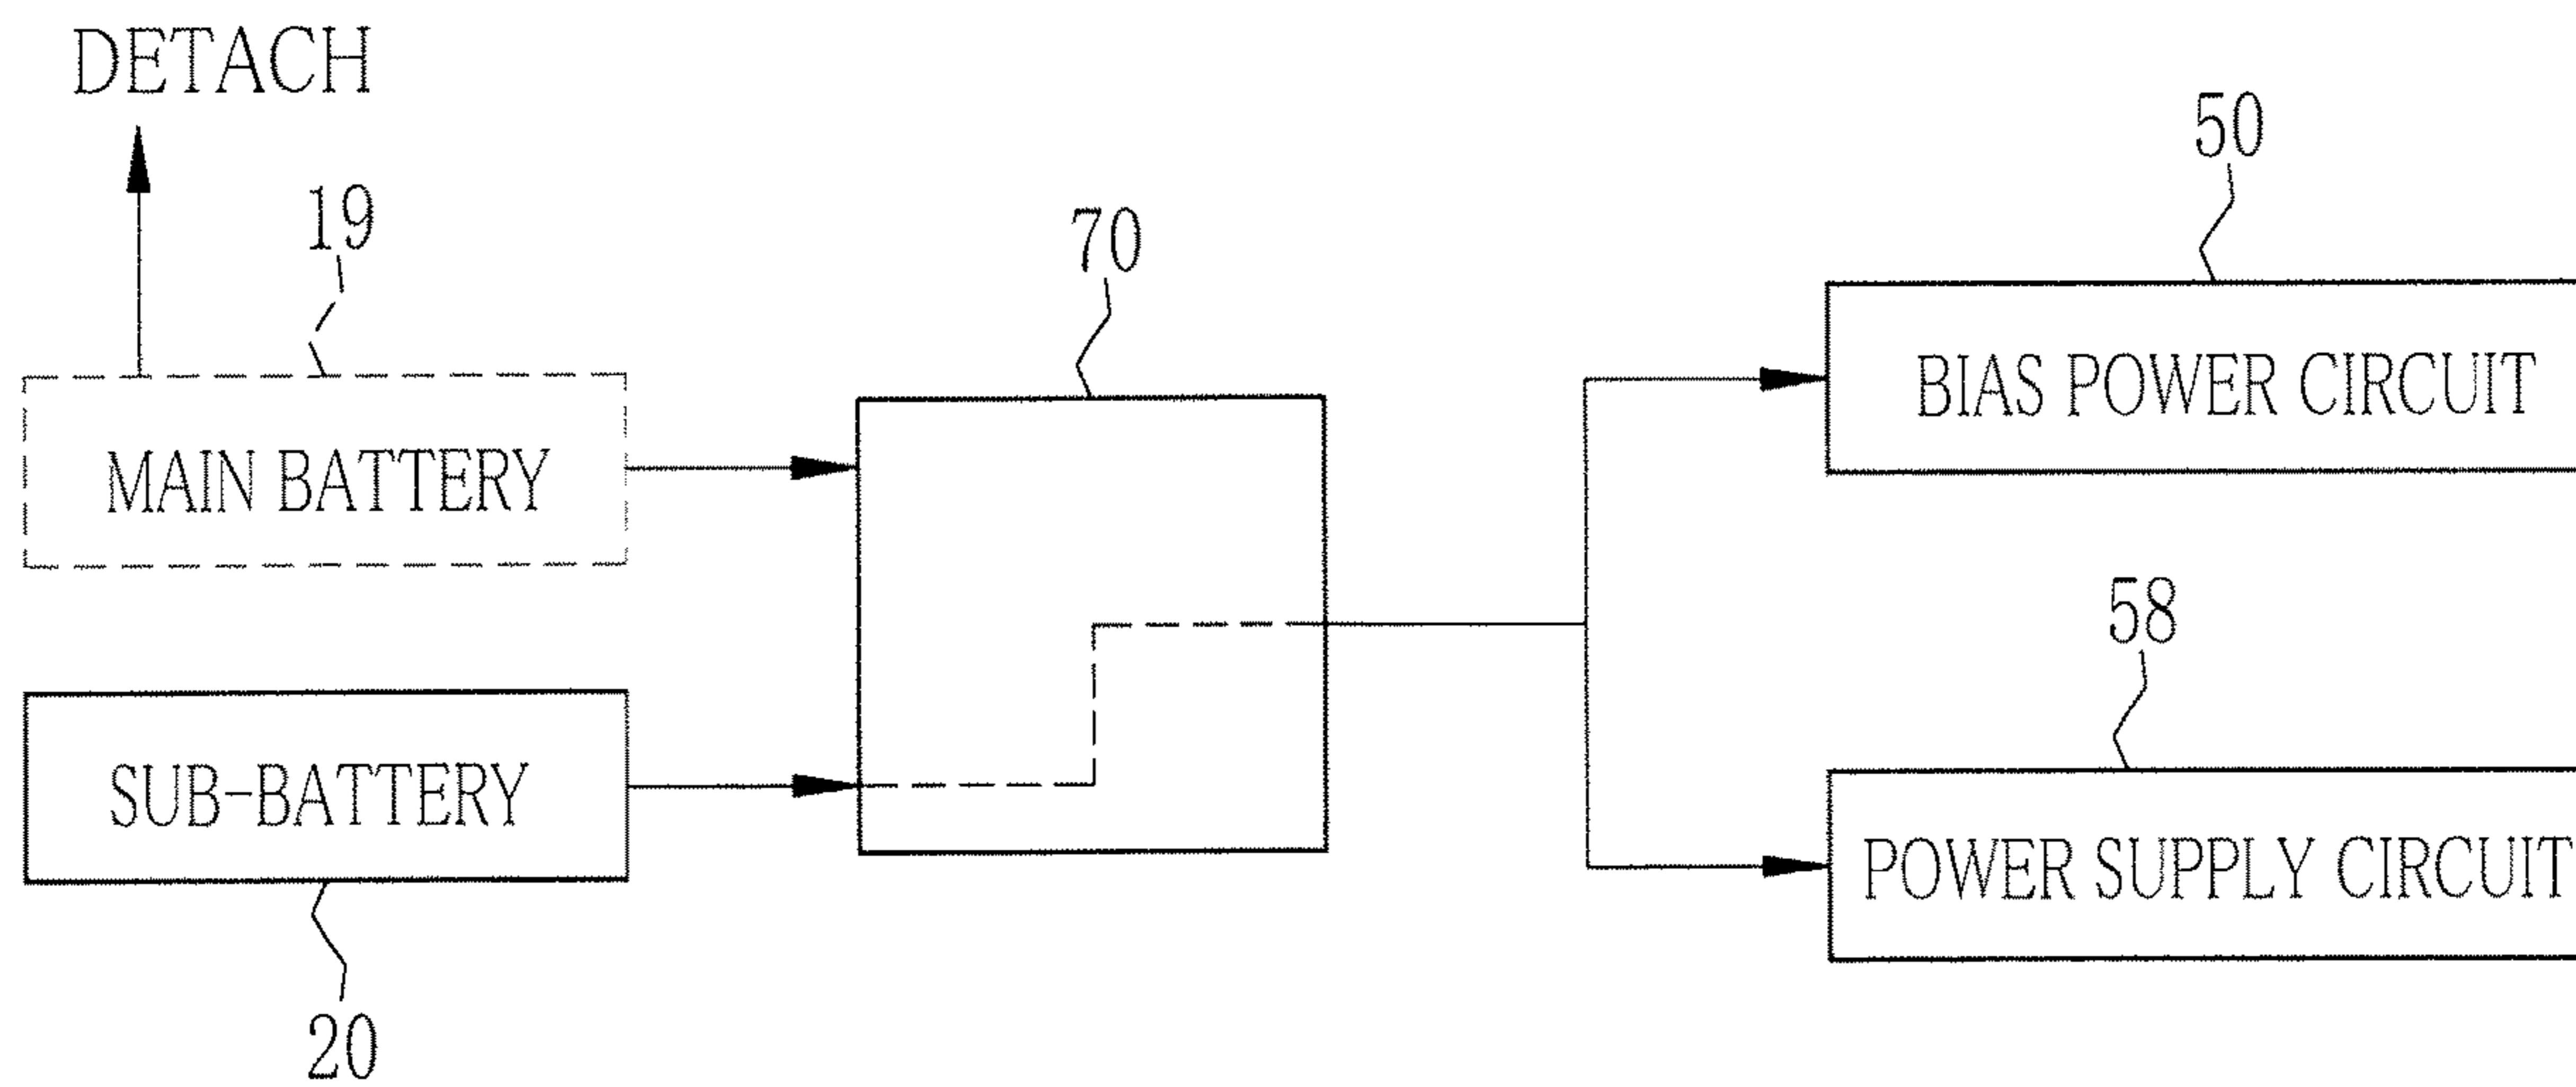 DETACH
19
70
50
MAIN BATTERY
BIAS POWER CIRCUIT
58
SUB-BATTERY
POWER SUPPLY CIRCUIT
20